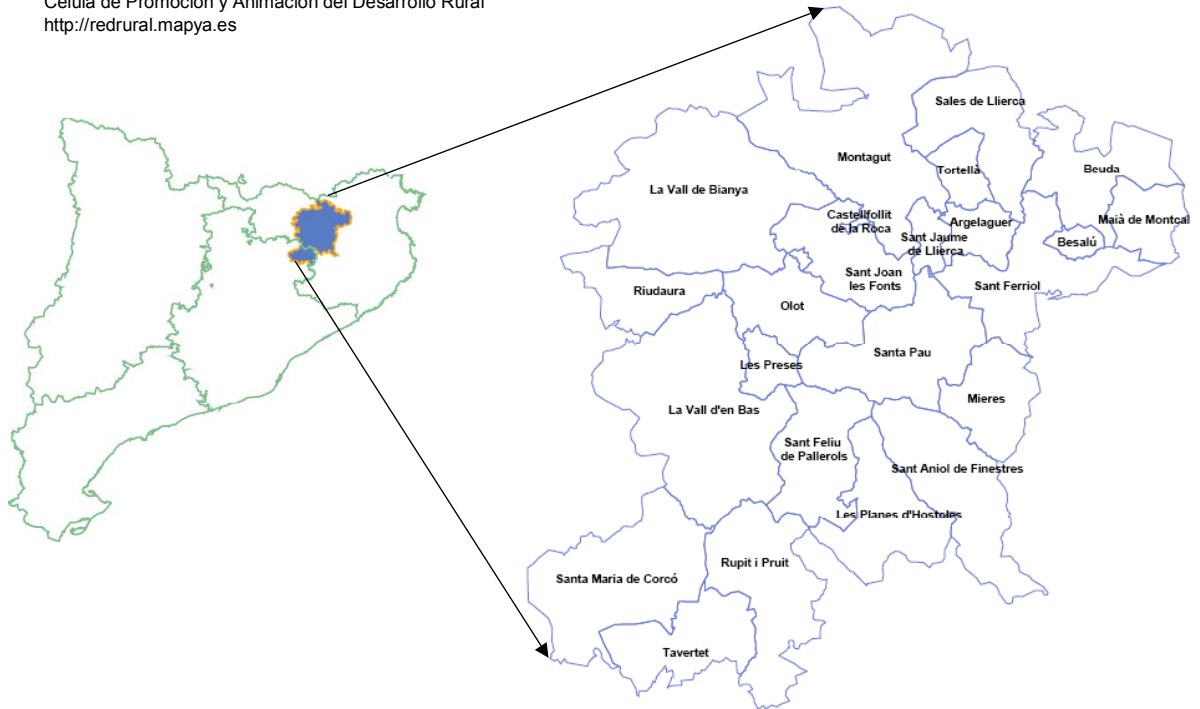 Célula de Promoción y Animación del Desarrollo Rural
http://redrural.mapya.es
Sales de Llierca
Montagut
Tortellà
Beuda
La Vall de Bianya
Castellfollit
de la Roca
Argelaguer
Maià de Montcal
Sant Jaume
de Llierca
Besalú
Sant Joan
les Fonts
Sant Ferriol
Riudaura
Olot
Santa Pau
Les Preses
Mieres
La Vall d'en Bas
Sant Feliu
de Pallerols
Sant Aniol de Finestres
Les Planes d'Hostoles
Rupit i Pruit
Santa Maria de Corcó
Tavertet